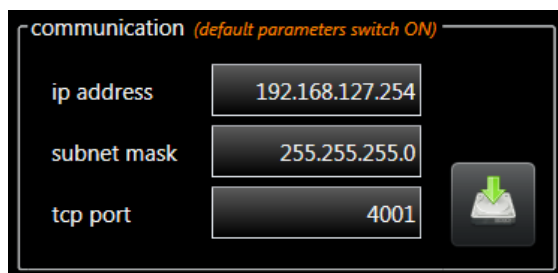 communication (default parameters switch ON)
ip address 192.168.127.254
subnet mask 255.255.255.0
tcp port 4001